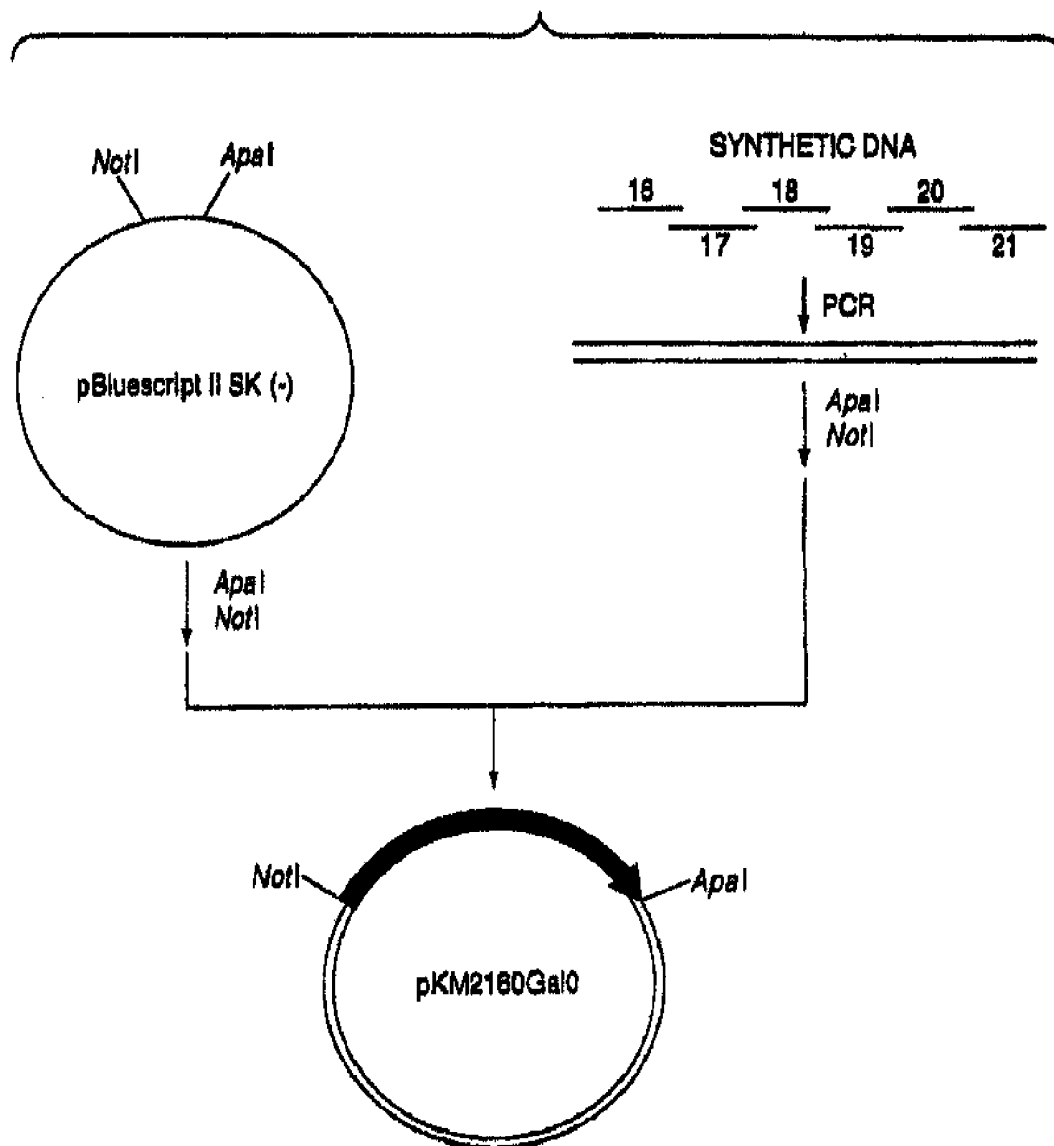 NotI
ApaI
pBluescript II SK (-)
ApaI
NotI
SYNTHETIC DNA
16
18
20
17
19
21
PCR
ApaI
NotI
NotI
ApaI
pKM2160Gal0